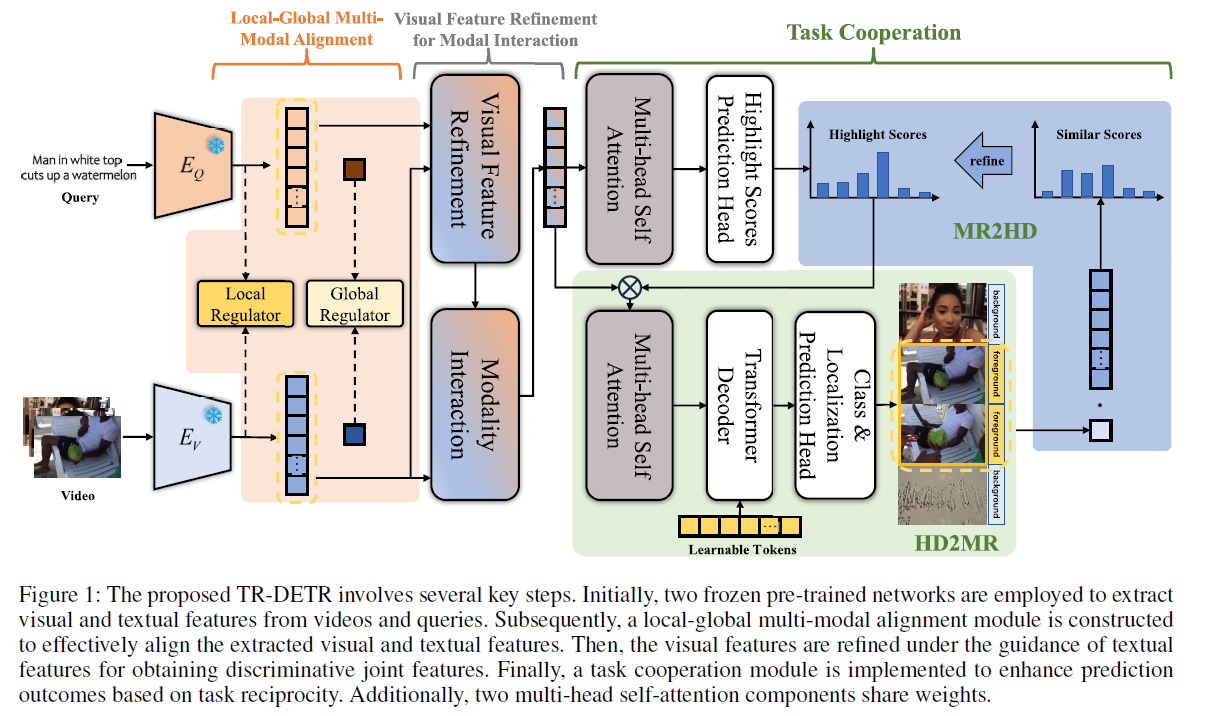 Local-Global Multi-
Modal Alignment
Visual Feature Refinement
for Modal Interaction
Task Cooperation
Man in white top
cuts up a watermelon
Query
E_Q
Local
Regulator
Global
Regulator
Video
E_V
Visual Feature
Refinement
Modality
Interaction
Multi-head Self
Attention
Highlight Scores
Prediction Head
Highlight Scores
refine
Similar Scores
MR2HD
Multi-head Self
Attention
Transformer
Decoder
Class &
Localization
Prediction Head
background
foreground
foreground
background
Learnable Tokens
HD2MR
Figure 1: The proposed TR-DETR involves several key steps. Initially, two frozen pre-trained networks are employed to extract
visual and textual features from videos and queries. Subsequently, a local-global multi-modal alignment module is constructed
to effectively align the extracted visual and textual features. Then, the visual features are refined under the guidance of textual
features for obtaining discriminative joint features. Finally, a task cooperation module is implemented to enhance prediction
outcomes based on task reciprocity. Additionally, two multi-head self-attention components share weights.